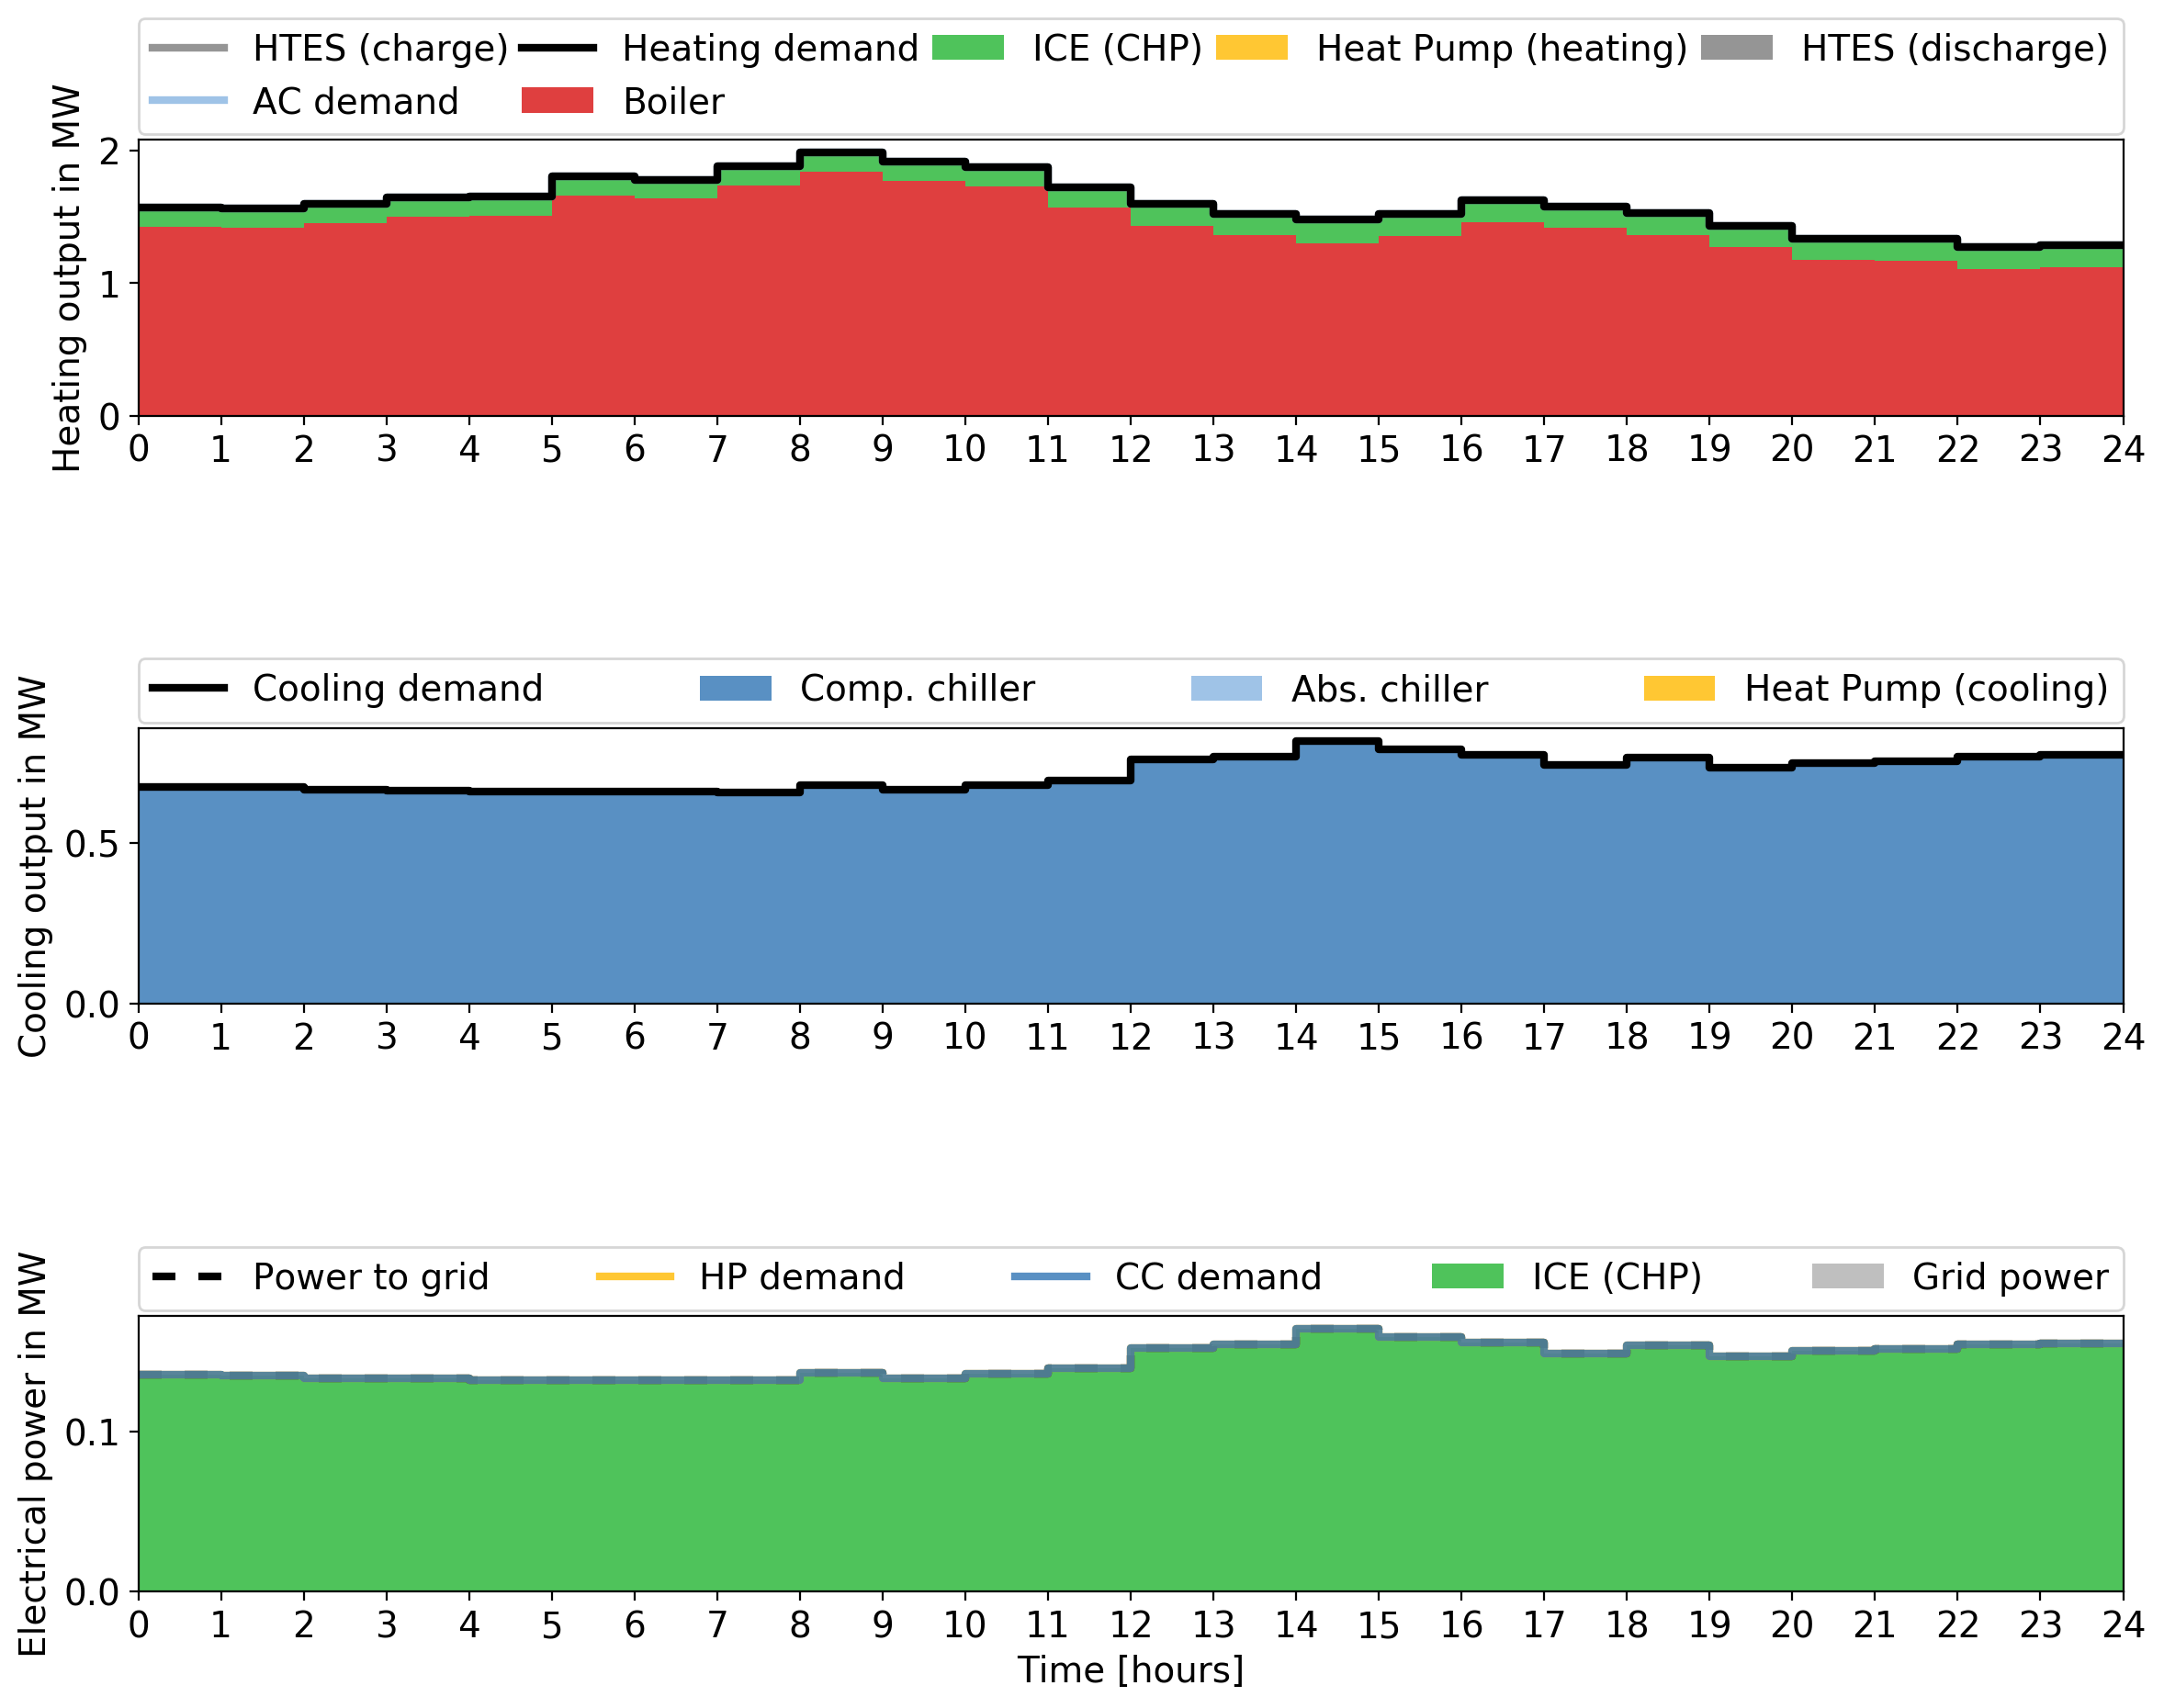 HTES (charge) Heating demand ICE (CHP) Heat Pump (heating) HTES (discharge)
AC demand Boiler
Heating output in MW
2
1
0
0 1 2 3 4 5 6 7 8 9 10 11 12 13 14 15 16 17 18 19 20 21 22 23 24
Cooling demand Comp. chiller Abs. chiller Heat Pump (cooling)
Cooling output in MW
0.5
0.0
0 1 2 3 4 5 6 7 8 9 10 11 12 13 14 15 16 17 18 19 20 21 22 23 24
Power to grid HP demand CC demand ICE (CHP) Grid power
Electrical power in MW
0.1
0.0
0 1 2 3 4 5 6 7 8 9 10 11 12 13 14 15 16 17 18 19 20 21 22 23 24
Time [hours]